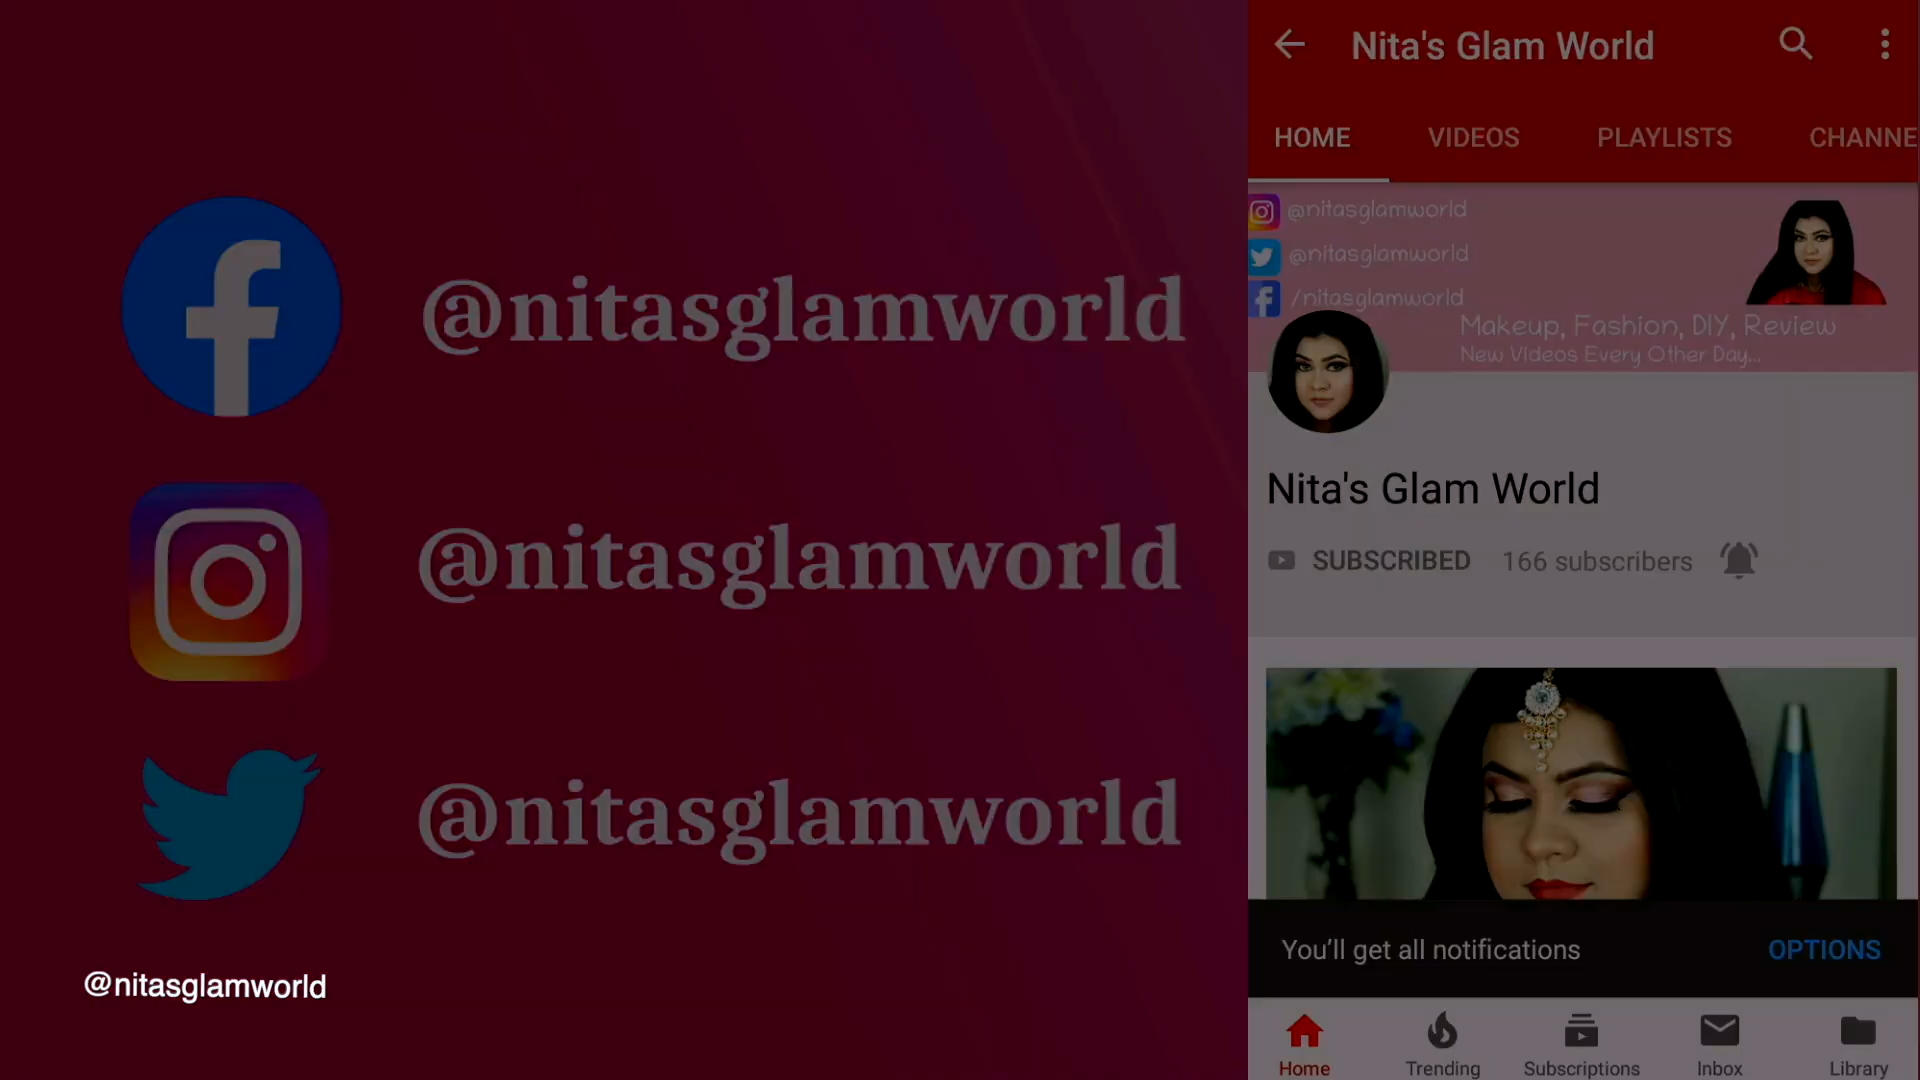 @nitasglamworld
@nitasglamworld
@nitasglamworld
@nitasglamworld
Nita's Glam World
HOME VIDEOS PLAYLISTS CHANNE
@nitasglamworld
@nitasglamworld
/nitasglamworld
Makeup, Fashion, DIY, Review
New Videos Every Other Day...
Nita's Glam World
SUBSCRIBED 166 subscribers
You'll get all notifications OPTIONS
Home Trending Subscriptions Inbox Library